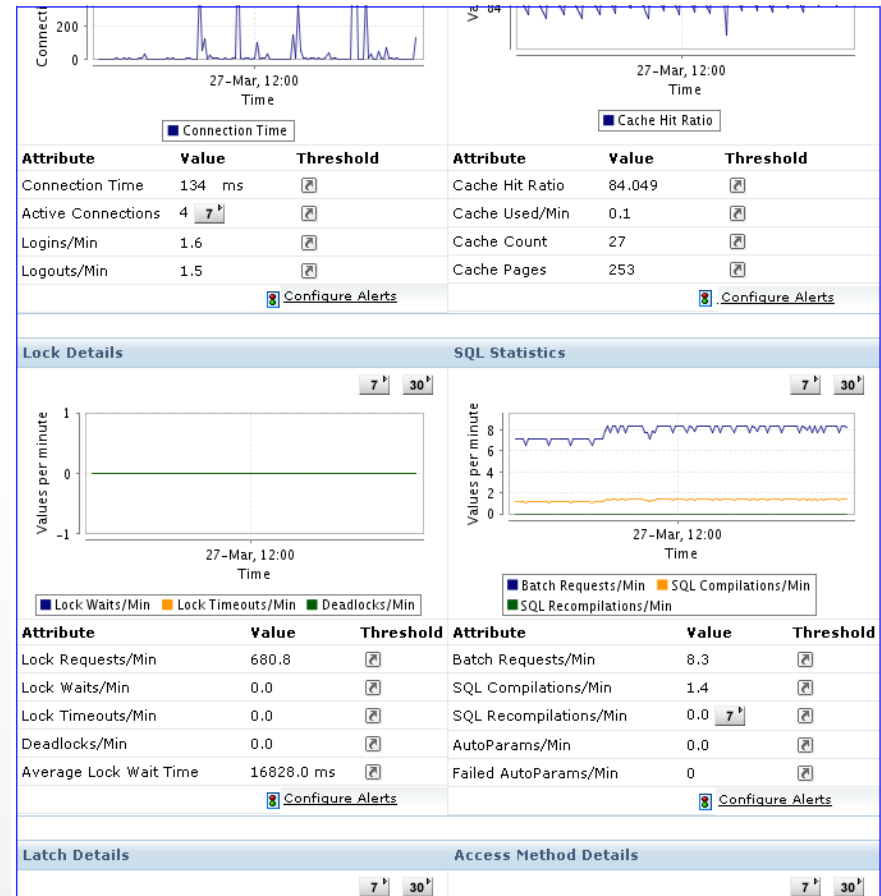 Connecti
200
0
27-Mar, 12:00
Time
Connection Time
84
27-Mar, 12:00
Time
Cache Hit Ratio
Attribute Value Threshold
Connection Time 134 ms
Active Connections 4 7
Logins/Min 1.6
Logouts/Min 1.5
Configure Alerts
Attribute Value Threshold
Cache Hit Ratio 84.049
Cache Used/Min 0.1
Cache Count 27
Cache Pages 253
Configure Alerts
Lock Details
7 30
Values per minute
1
0
-1
27-Mar, 12:00
Time
Lock Waits/Min Lock Timeouts/Min Deadlocks/Min
Attribute Value Threshold
Lock Requests/Min 680.8
Lock Waits/Min 0.0
Lock Timeouts/Min 0.0
Deadlocks/Min 0.0
Average Lock Wait Time 16828.0 ms
Configure Alerts
SQL Statistics
7 30
Values per minute
8
6
4
2
0
27-Mar, 12:00
Time
Batch Requests/Min SQL Compilations/Min
SQL Recompilations/Min
Attribute Value Threshold
Batch Requests/Min 8.3
SQL Compilations/Min 1.4
SQL Recompilations/Min 0.0 7
AutoParams/Min 0.0
Failed AutoParams/Min 0
Configure Alerts
Latch Details
7 30
Access Method Details
7 30